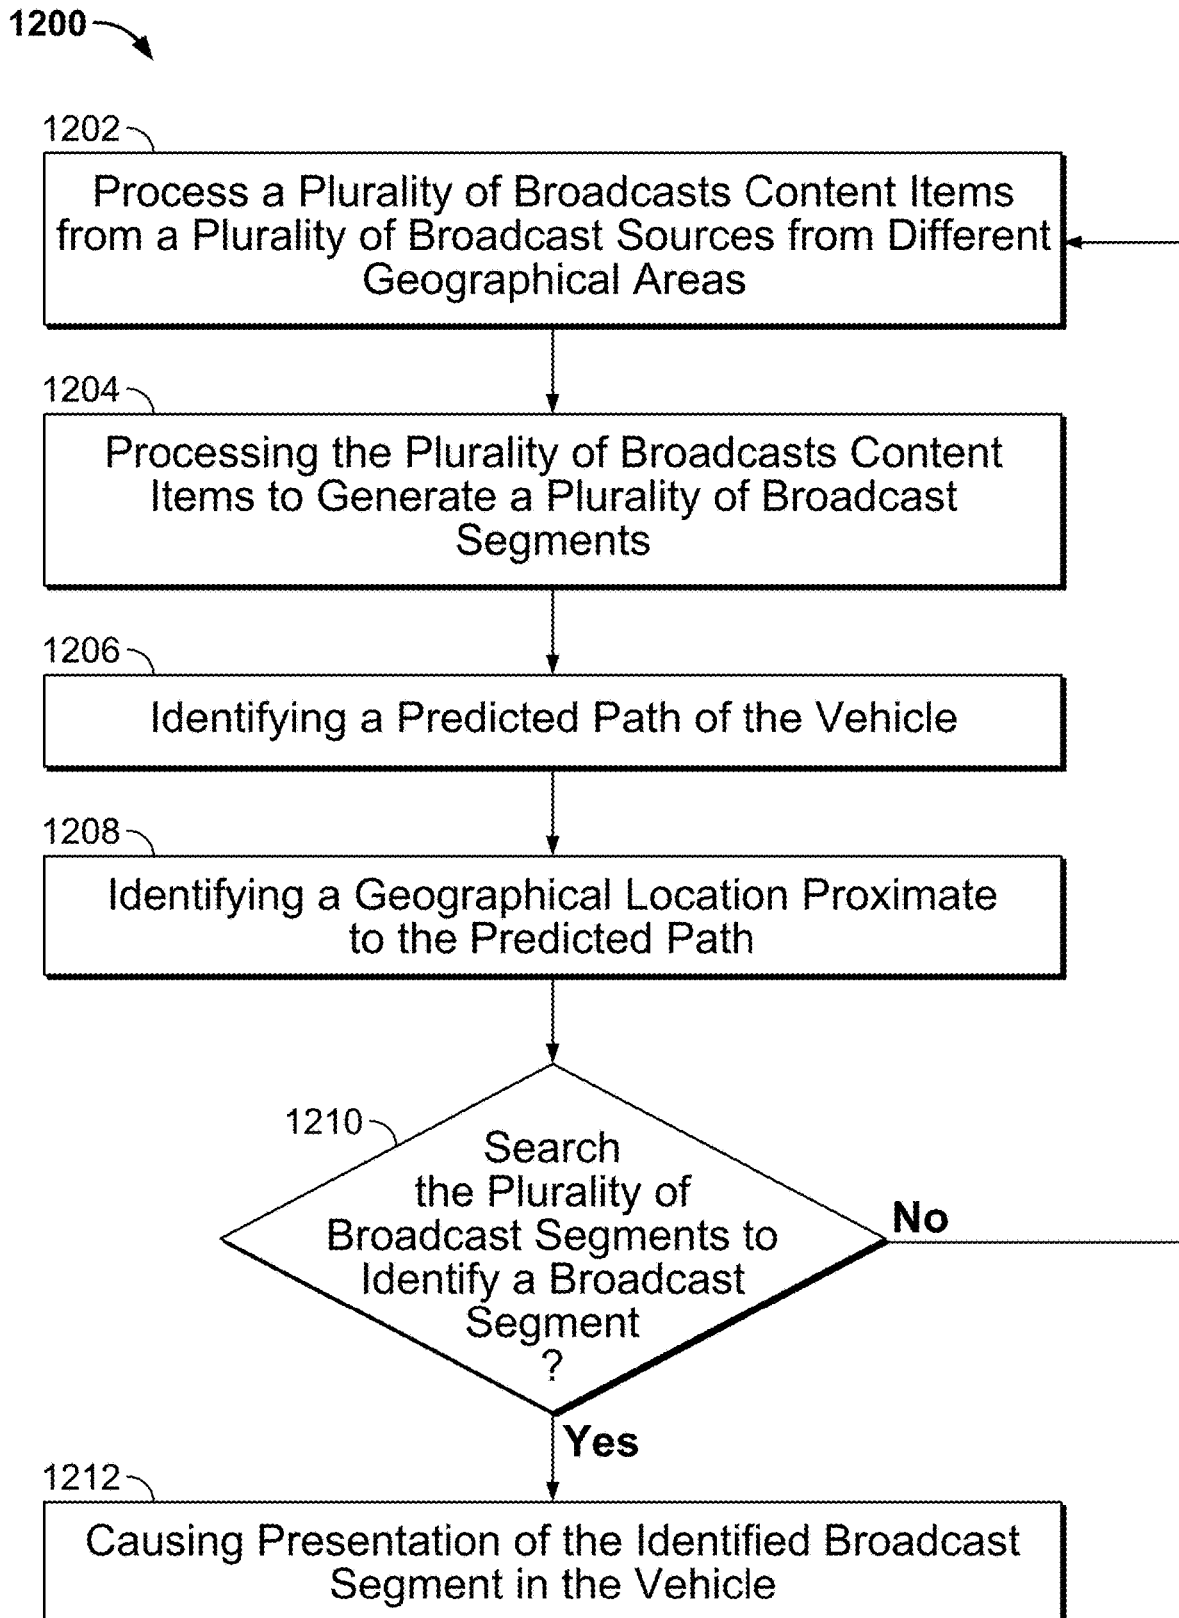 1200
1202
Process a Plurality of Broadcasts Content Items
from a Plurality of Broadcast Sources from Different
Geographical Areas
1204
Processing the Plurality of Broadcasts Content
Items to Generate a Plurality of Broadcast
Segments
1206
Identifying a Predicted Path of the Vehicle
1208
Identifying a Geographical Location Proximate
to the Predicted Path
1210
Search
the Plurality of
Broadcast Segments to
Identify a Broadcast
Segment
?
No
Yes
1212
Causing Presentation of the Identified Broadcast
Segment in the Vehicle